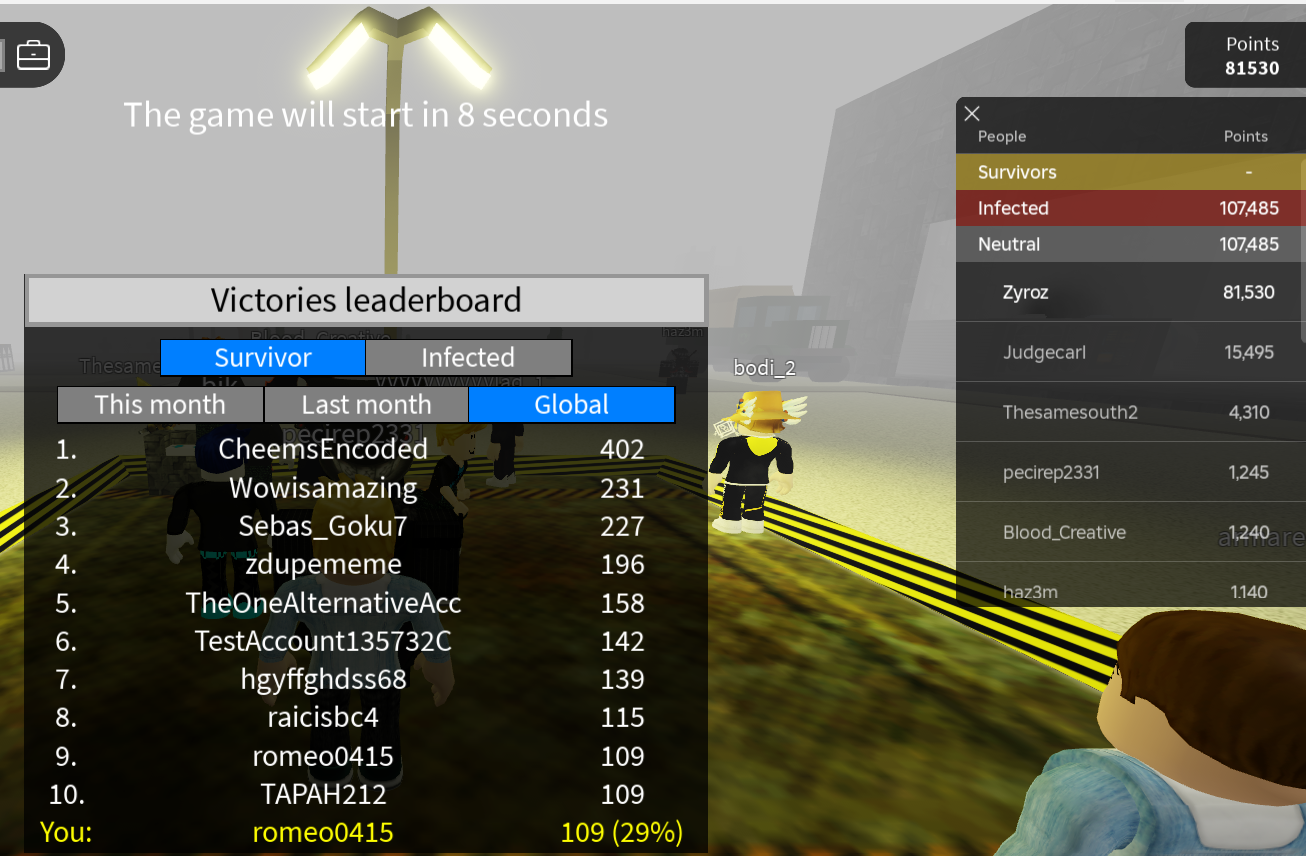 Points
81530
The game will start in 8 seconds
People Points
Survivors -
Infected 107,485
Neutral 107,485
Zyroz 81,530
Judgecarl 15,495
Thesamesouth2 4,310
pecirep2331 1,245
Blood_Creative 1,240
haz3m 1,140
Victories leaderboard
Blood_Creative
haz3m
Thesame
Survivor Infected
bodi_2
This month Last month Global
pecirep2331
1. CheemsEncoded 402
2. Wowisamazing 231
3. Sebas_Goku7 227
4. zdupememe 196
5. TheOneAlternativeAcc 158
6. TestAccount135732C 142
7. hgyffghdss68 139
8. raicisbc4 115
9. romeo0415 109
10. TAPAH212 109
You: romeo0415 109 (29%)